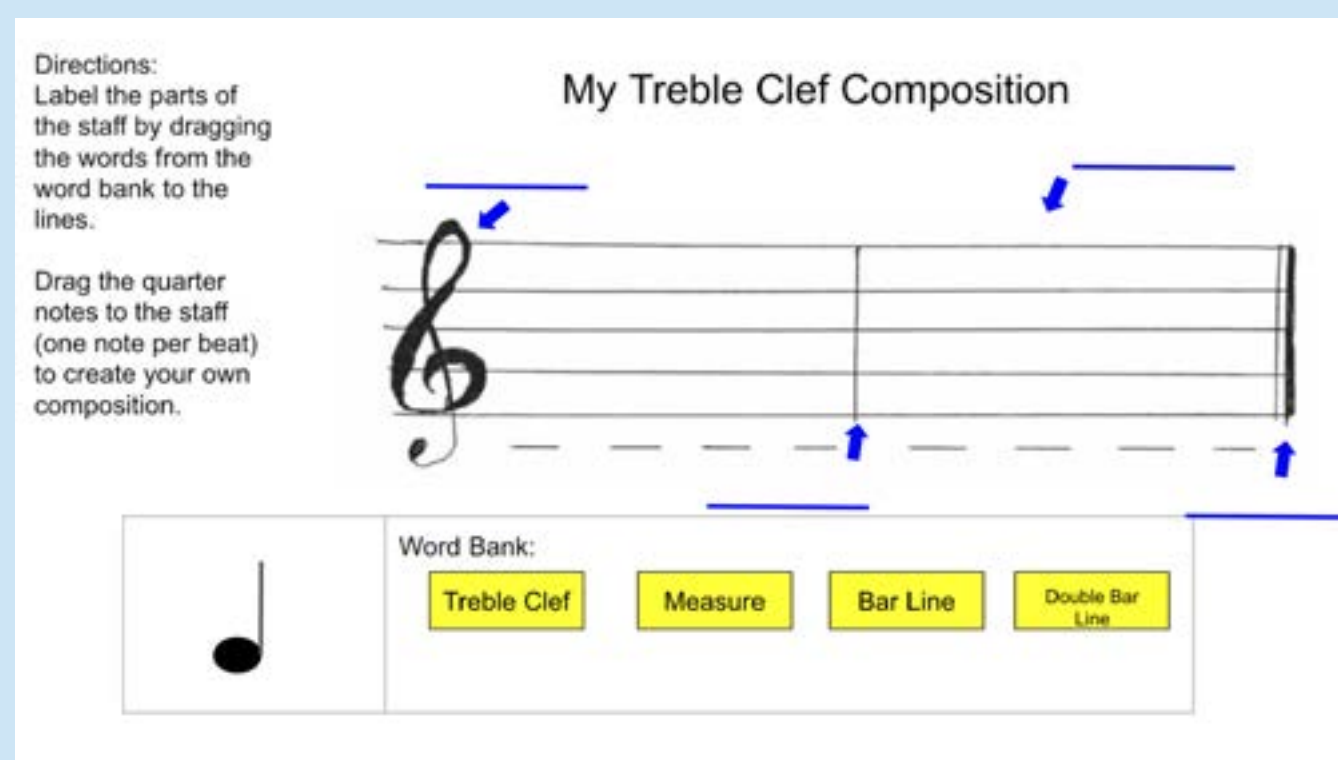 Directions:
Label the parts of
the staff by dragging
the words from the
word bank to the
lines.
Drag the quarter
notes to the staff
(one note per beat)
to create your own
composition.
My Treble Clef Composition
Word Bank:
Treble Clef
Measure
Bar Line
Double Bar
Line